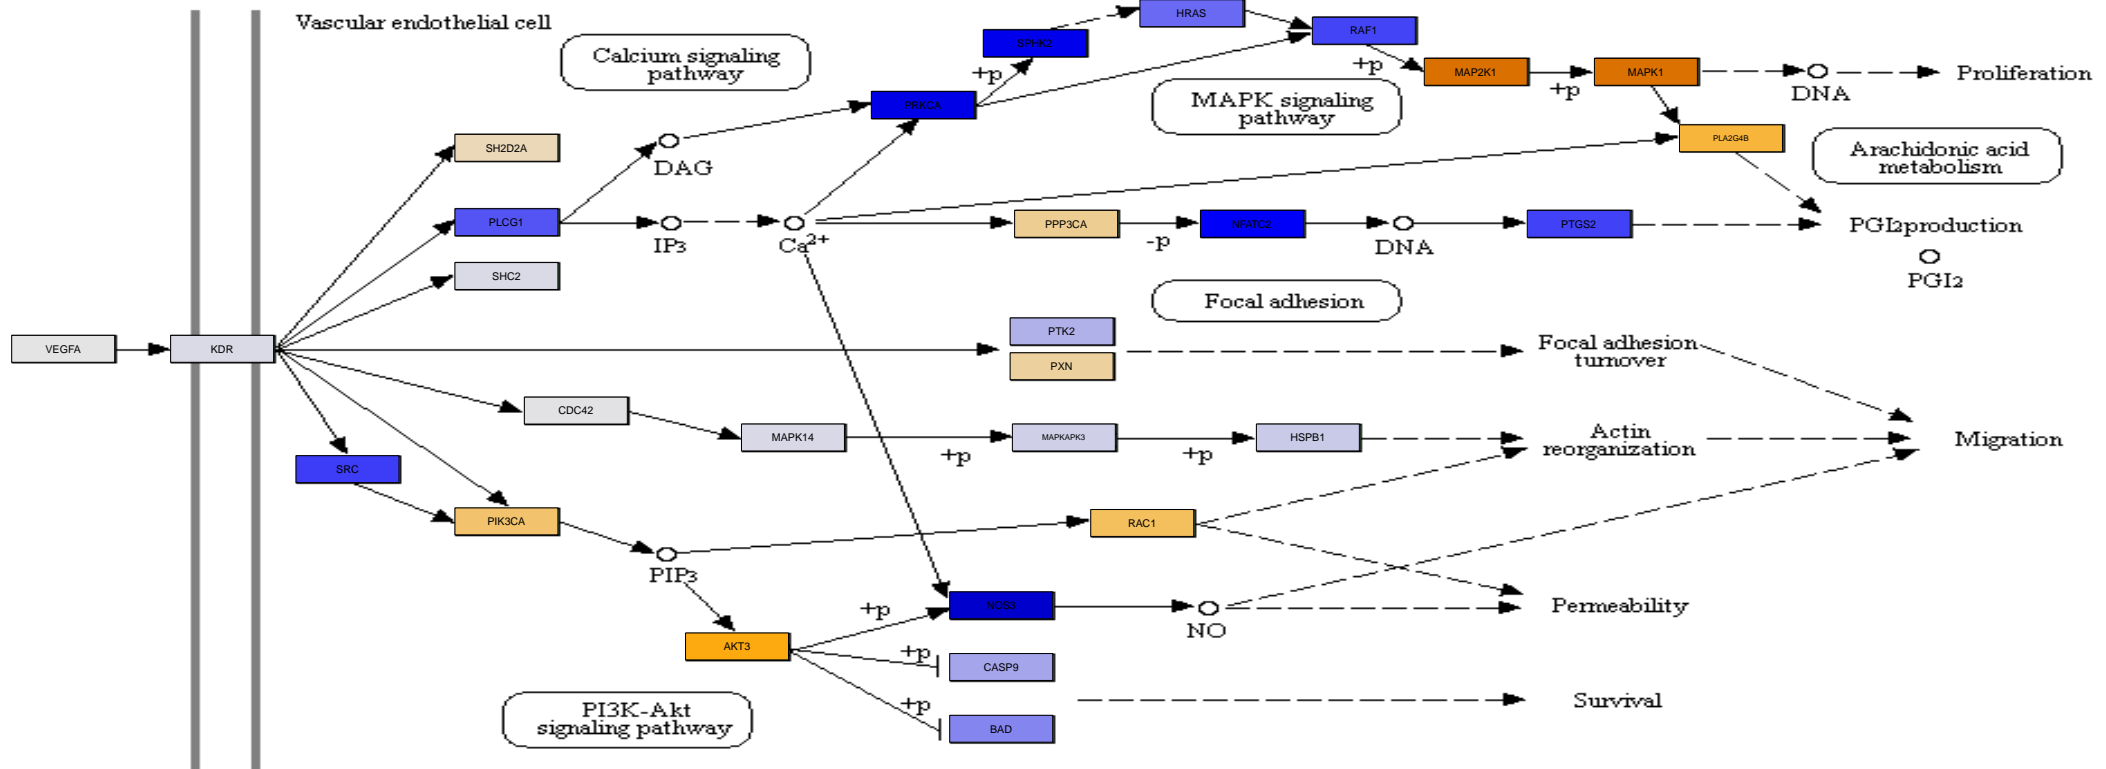 Vascular endothelial cell
Calcium signaling
pathway
HRAS
SPHK2
RAF1
+p
+p
MAP2K1
MAPK1
+p
DNA
Proliferation
PRKCA
MAPK signaling
pathway
SH2D2A
DAG
PLA2G4B
Arachidonic acid
metabolism
PLCG1
IP3
Ca2+
PPP3CA
-p
NFATC2
DNA
PTGS2
PGI2production
PGI2
SHC2
Focal adhesion
VEGFA
KDR
PTK2
PXN
Focal adhesion
turnover
CDC42
MAPK14
+p
MAPKAPK3
+p
HSPB1
Actin
reorganization
Migration
SRC
PIK3CA
RAC1
PIP3
+p
NOS3
NO
Permeability
AKT3
+p
CASP9
+p
BAD
Survival
PI3K-Akt
signaling pathway